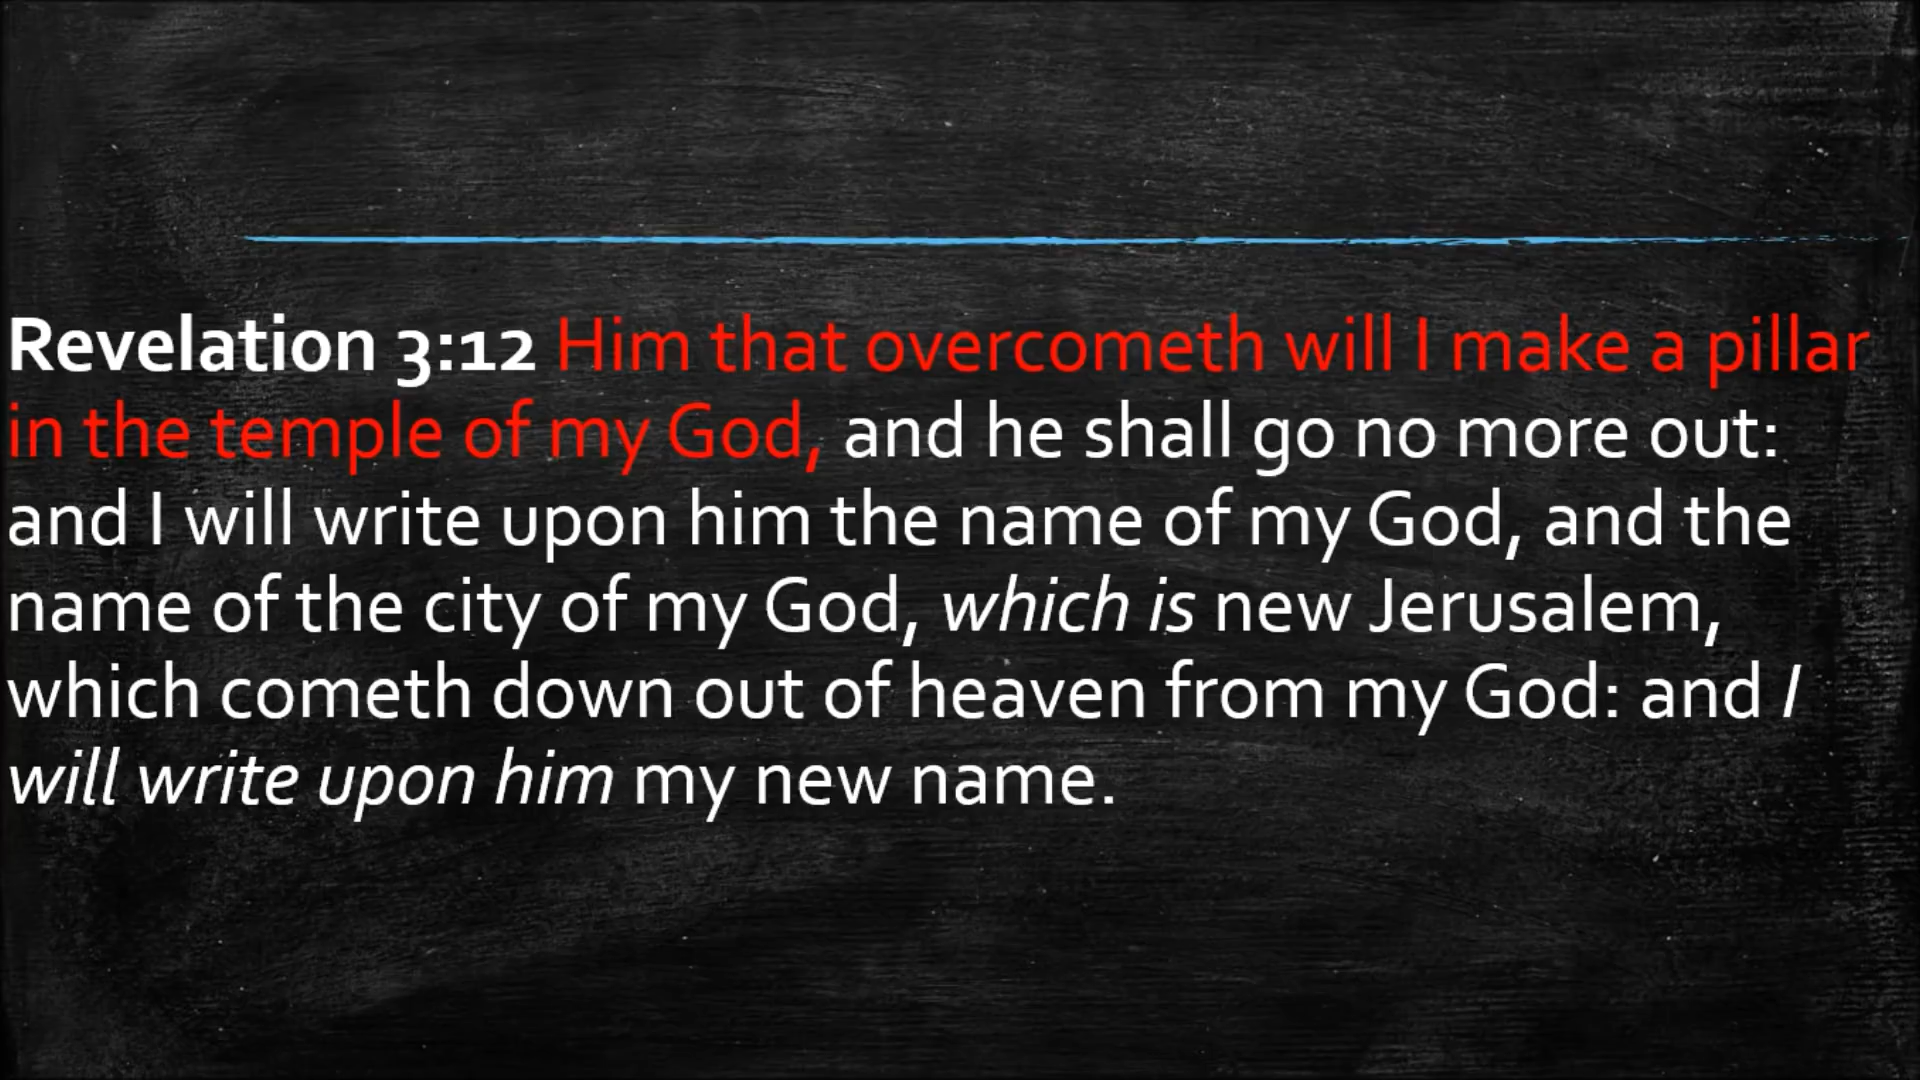 Revelation 3:12 Him that overcometh will I make a pillar
in the temple of my God, and he shall go no more out:
and I will write upon him the name of my God, and the
name of the city of my God, which is new Jerusalem,
which cometh down out of heaven from my God: and I
will write upon him my new name.